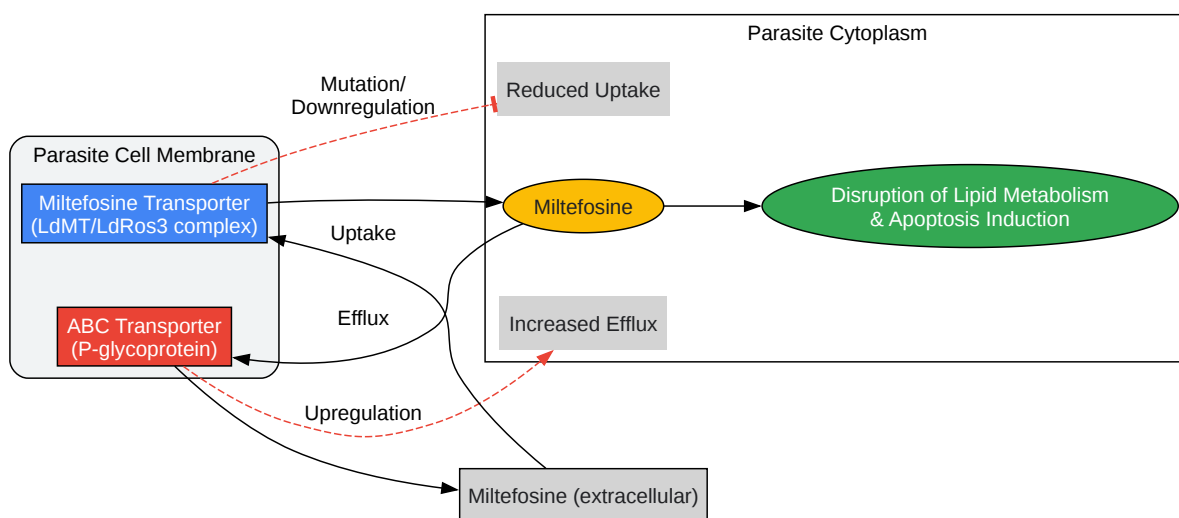 Parasite Cytoplasm
Mutation/
Downregulation
Reduced Uptake
Parasite Cell Membrane
Miltefosine Transporter
(LdMT/LdRos3 complex)
Uptake
Miltefosine
Disruption of Lipid Metabolism
& Apoptosis Induction
ABC Transporter
(P-glycoprotein)
Efflux
Increased Efflux
Upregulation
Miltefosine (extracellular)